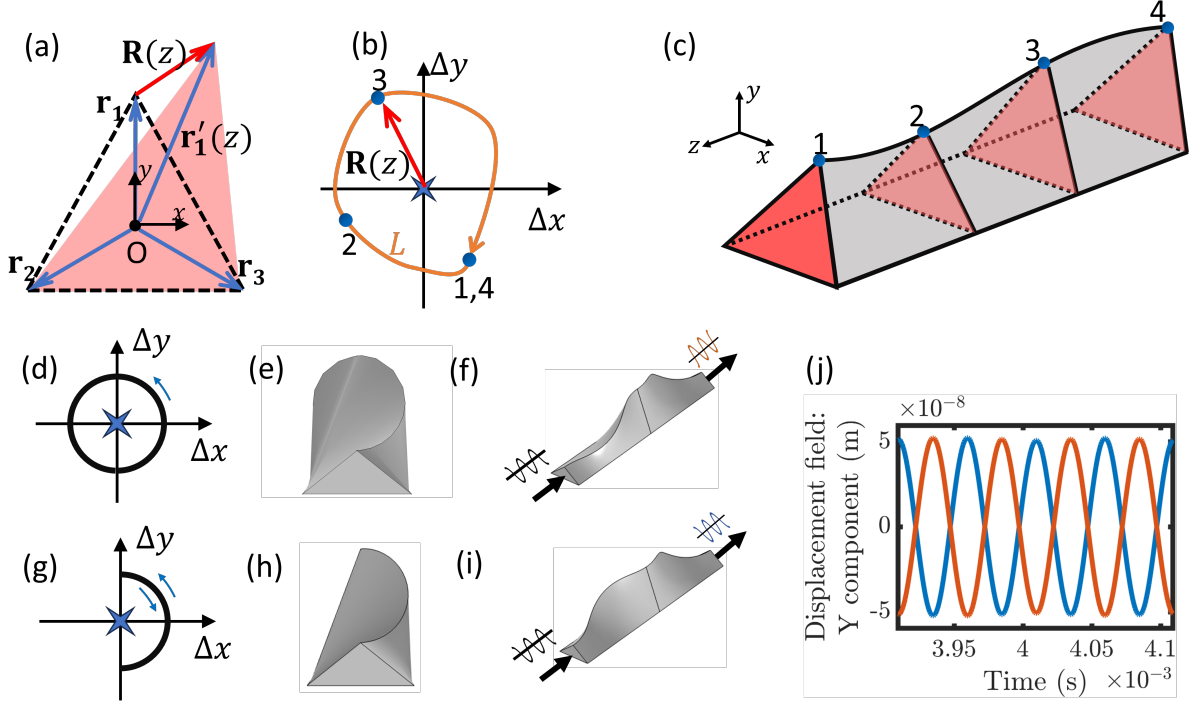 (a)
R(z)
r₁
r₁′(z)
y
x
O
r₂
r₃
(b)
Δy
3
R(z)
Δx
2
L
1,4
(c)
y
z
x
1
2
3
4
(d)
Δy
Δx
(e)
(f)
(g)
Δy
Δx
(h)
(i)
(j)
×10⁻⁸
Displacement field:
Y component (m)
5
0
-5
3.95 4 4.05 4.1
Time (s) ×10⁻³